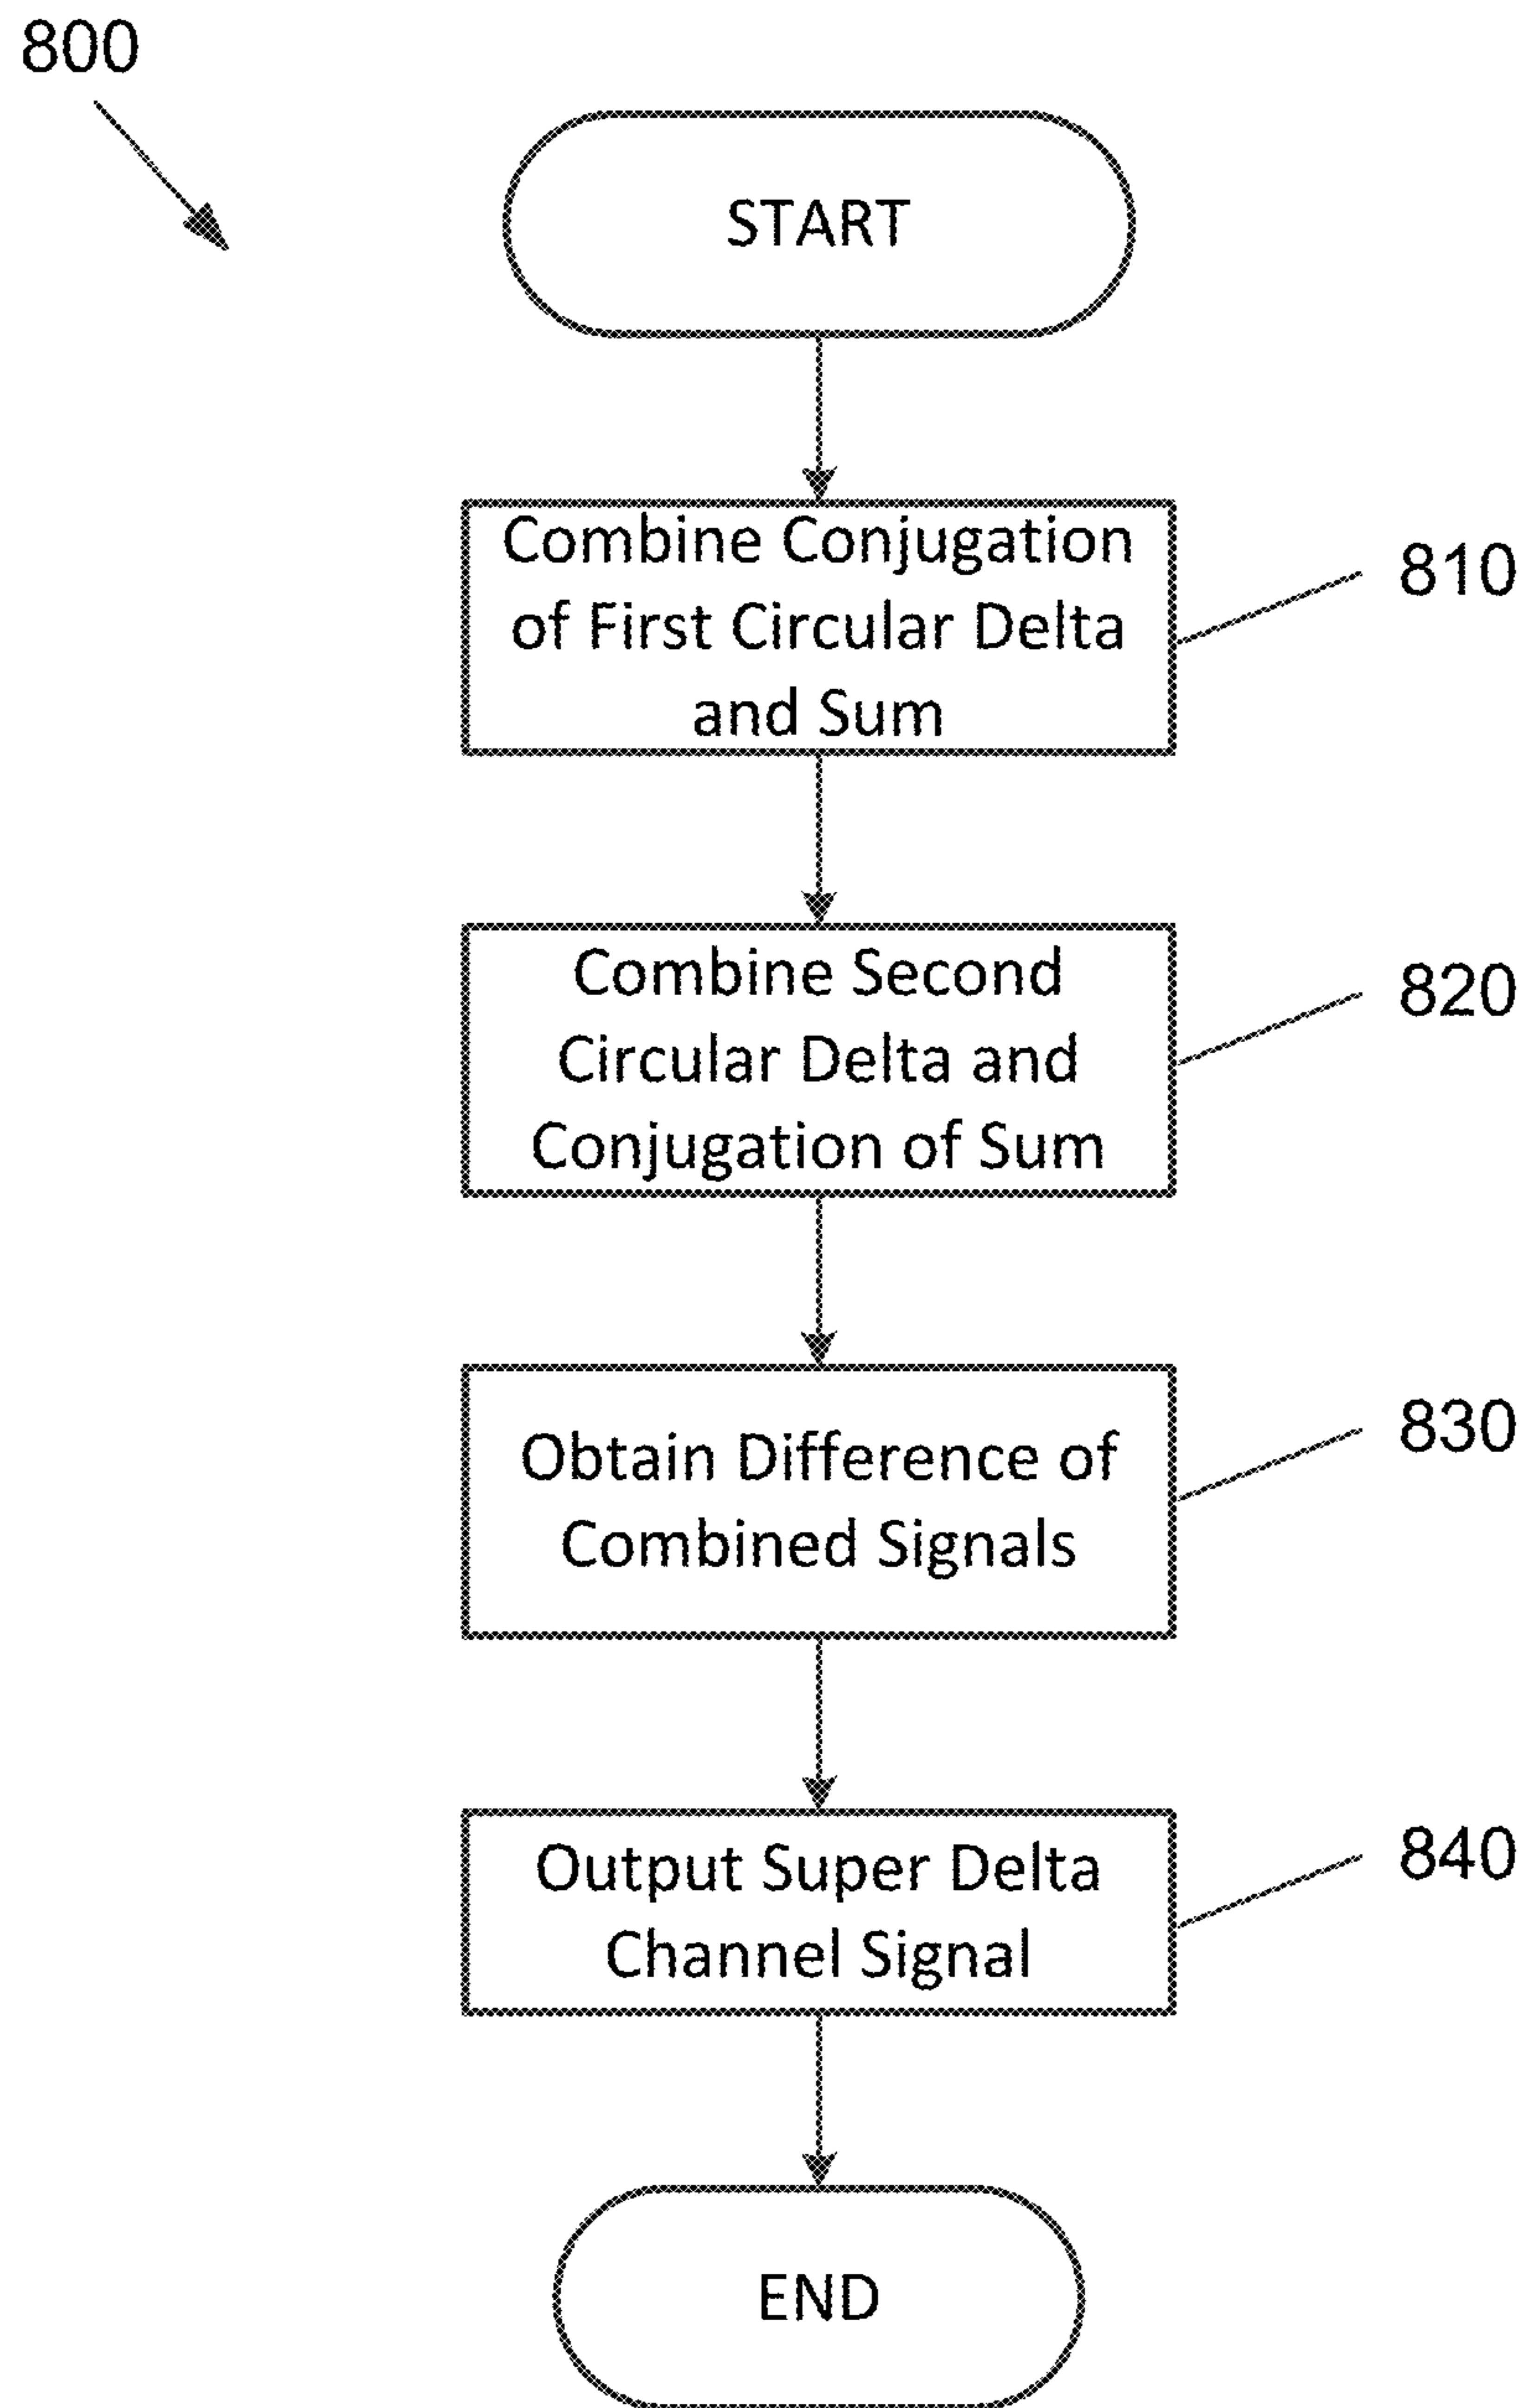 800
START
Combine Conjugation
of First Circular Delta
and Sum
810
Combine Second
Circular Delta and
Conjugation of Sum
820
Obtain Difference of
Combined Signals
830
Output Super Delta
Channel Signal
840
END